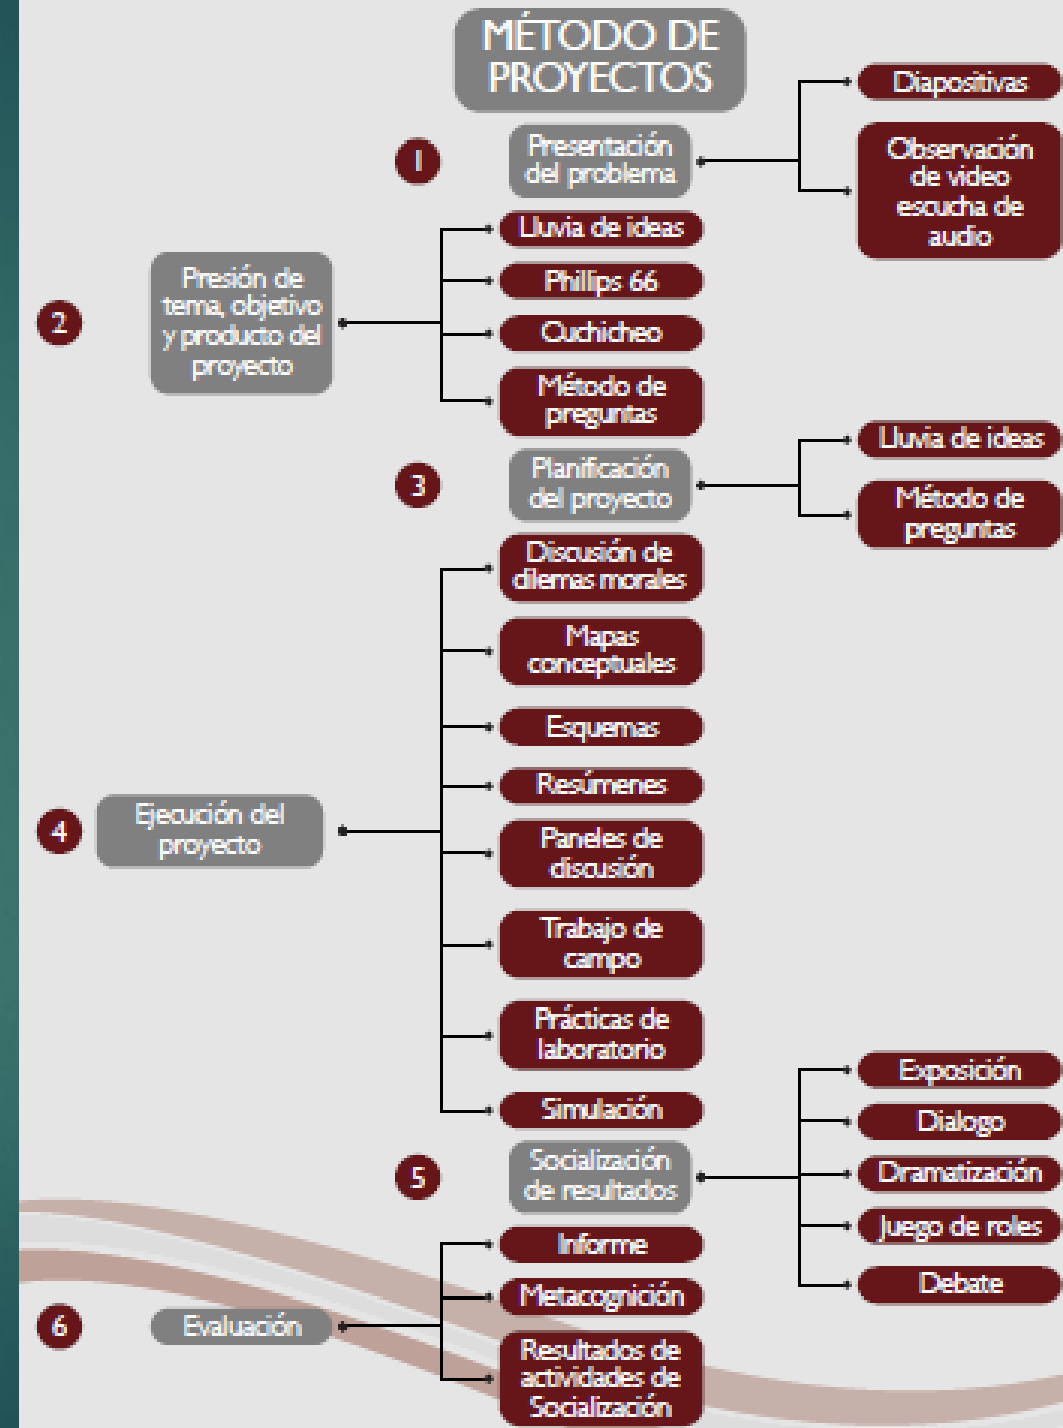 MÉTODO DE
PROYECTOS
1
Presentación
del problema
Diapositivas
Observación
de video
escucha de
audio
2
Presión de
tema, objetivo
y producto del
proyecto
Lluvia de ideas
Phillips 66
Cuchicheo
Método de
preguntas
3
Planificación
del proyecto
Lluvia de ideas
Método de
preguntas
4
Ejecución del
proyecto
Discusión de
dilemas morales
Mapas
conceptuales
Esquemas
Resúmenes
Paneles de
discusión
Trabajo de
campo
Prácticas de
laboratorio
Simulación
5
Socialización
de resultados
Exposición
Dialogo
Dramatización
Juego de roles
Debate
6
Evaluación
Informe
Metacognición
Resultados de
actividades de
Socialización